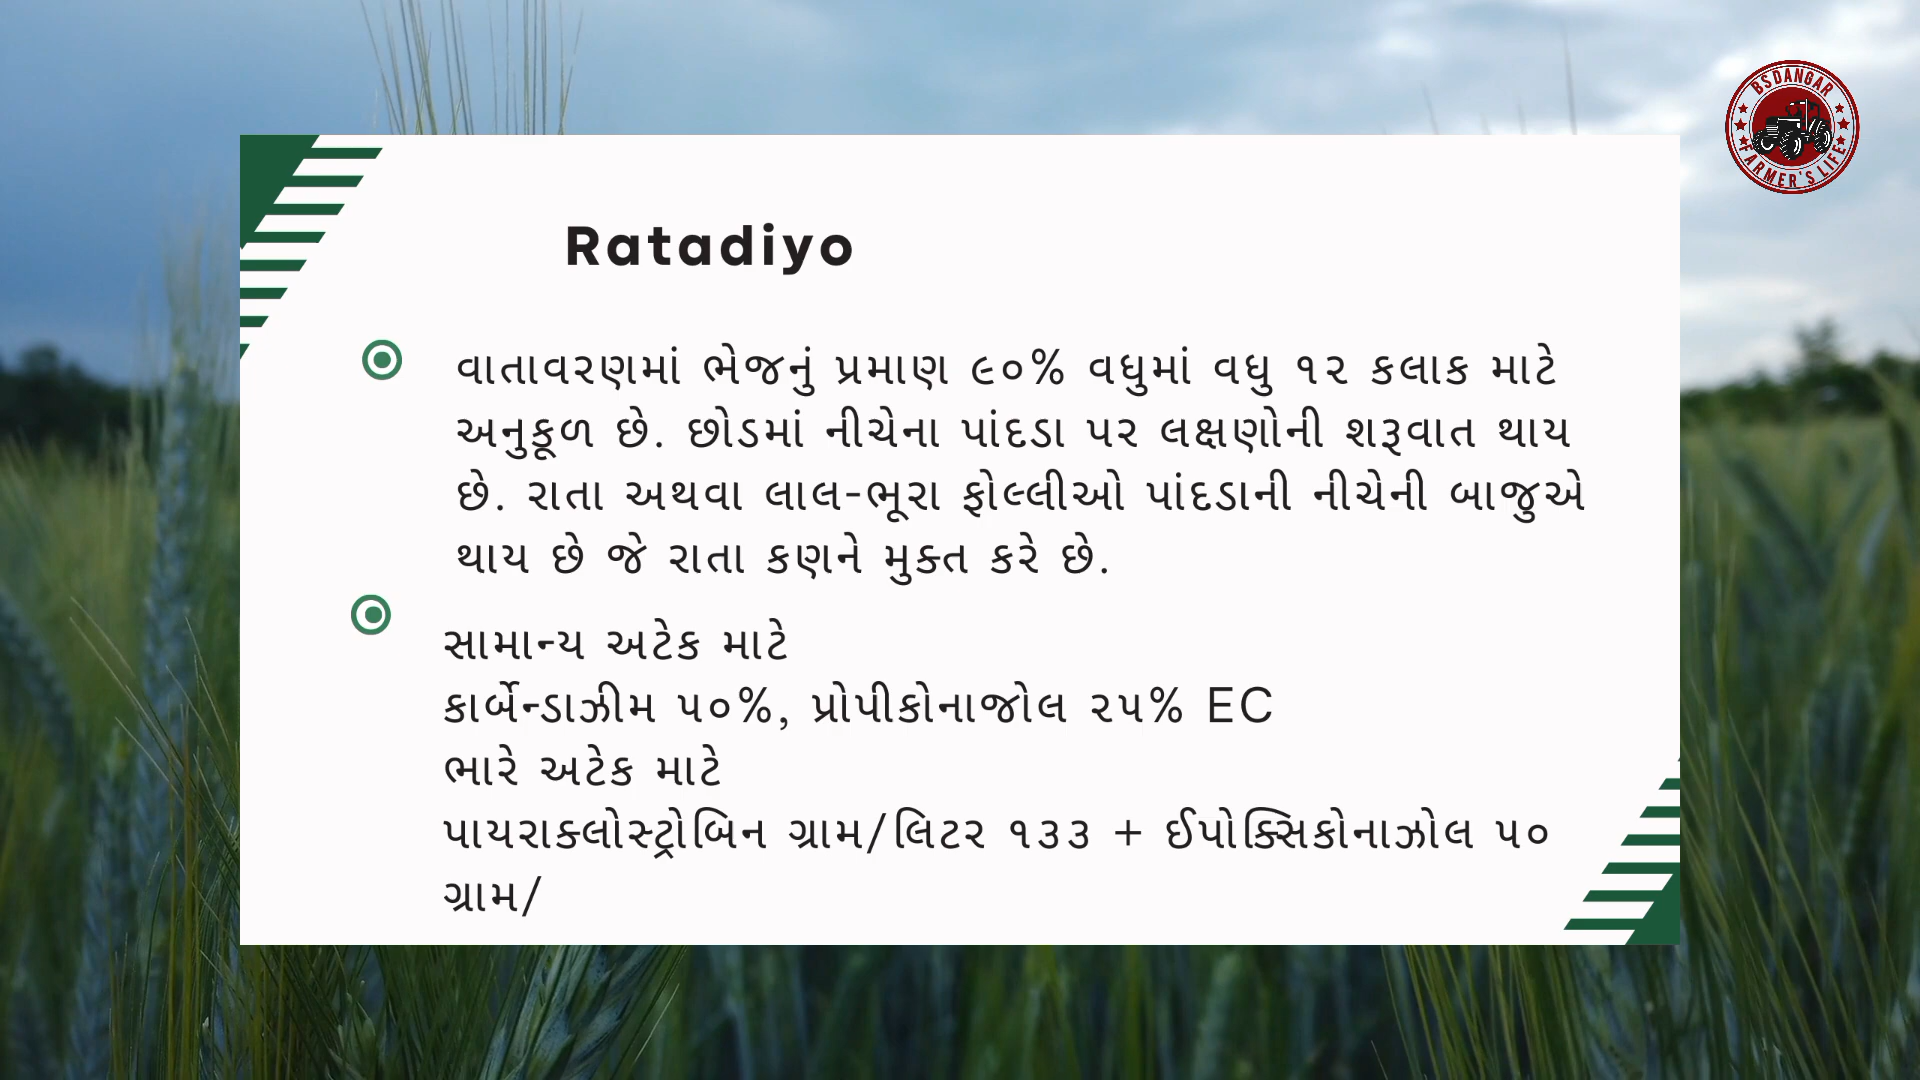 BSDANGAR
FARMER'S LIFE
Ratadiyo
વાતાવરણમાં ભેજનું પ્રમાણ ૯૦% વધુમાં વધુ ૧૨ કલાક માટે
અનુકૂળ છે. છોડમાં નીચેના પાંદડા પર લક્ષણોની શરૂવાત થાય
છે. રાતા અથવા લાલ-ભૂરા ફોલ્લીઓ પાંદડાની નીચેની બાજુએ
થાય છે જે રાતા કણને મુક્ત કરે છે.
સામાન્ય અટેક માટે
કાર્બેન્ડાઝીમ ૫૦%, પ્રોપીકોનાજોલ ૨૫% EC
ભારે અટેક માટે
પાયરાક્લોસ્ટ્રોબિન ગ્રામ/લિટર ૧૩૩ + ઈપોક્સિકોનાઝોલ ૫૦
ગ્રામ/